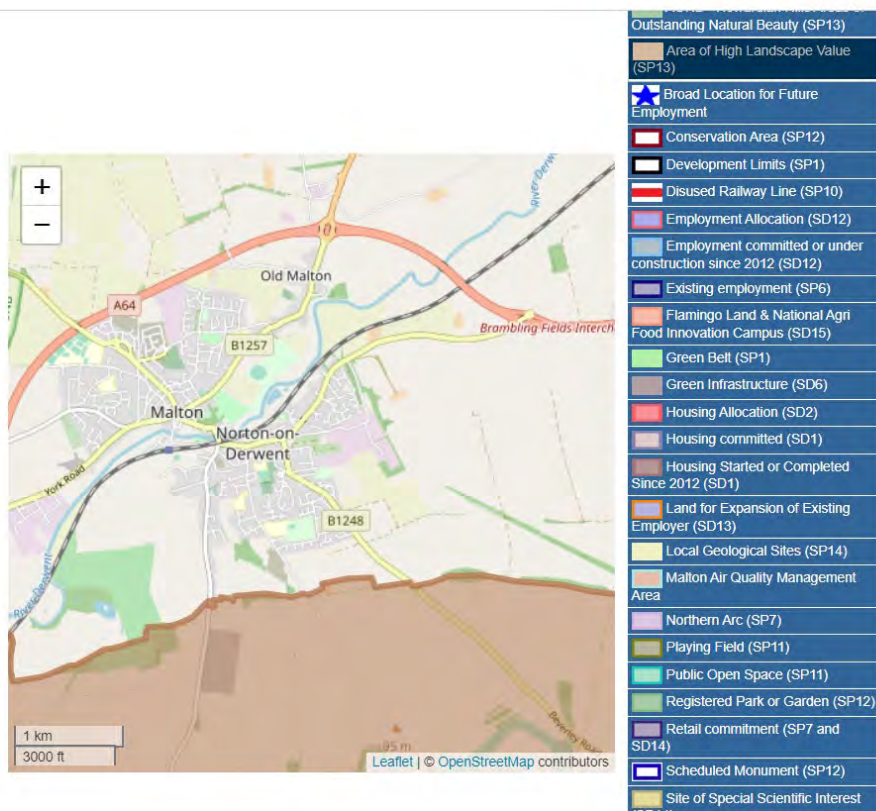 Outstanding Natural Beauty (SP13)
Area of High Landscape Value
(SP13)
Broad Location for Future
Employment
Conservation Area (SP12)
Development Limits (SP1)
Disused Railway Line (SP10)
Employment Allocation (SD12)
Employment committed or under
construction since 2012 (SD12)
Existing employment (SP6)
Flamingo Land & National Agri
Food Innovation Campus (SD15)
Green Belt (SP1)
Green Infrastructure (SD6)
Housing Allocation (SD2)
Housing committed (SD1)
Housing Started or Completed
Since 2012 (SD1)
Land for Expansion of Existing
Employer (SD13)
Local Geological Sites (SP14)
Malton Air Quality Management
Area
Northern Arc (SP7)
Playing Field (SP11)
Public Open Space (SP11)
Registered Park or Garden (SP12)
Retail commitment (SP7 and
SD14)
Scheduled Monument (SP12)
Site of Special Scientific Interest
+
−
River Derwent
Old Malton
A64
Brambling Fields Interch
B1257
Malton
Norton-on-
Derwent
York Road
B1248
River Derwent
Beverley Road
95 m
1 km
3000 ft
Leaflet | © OpenStreetMap contributors